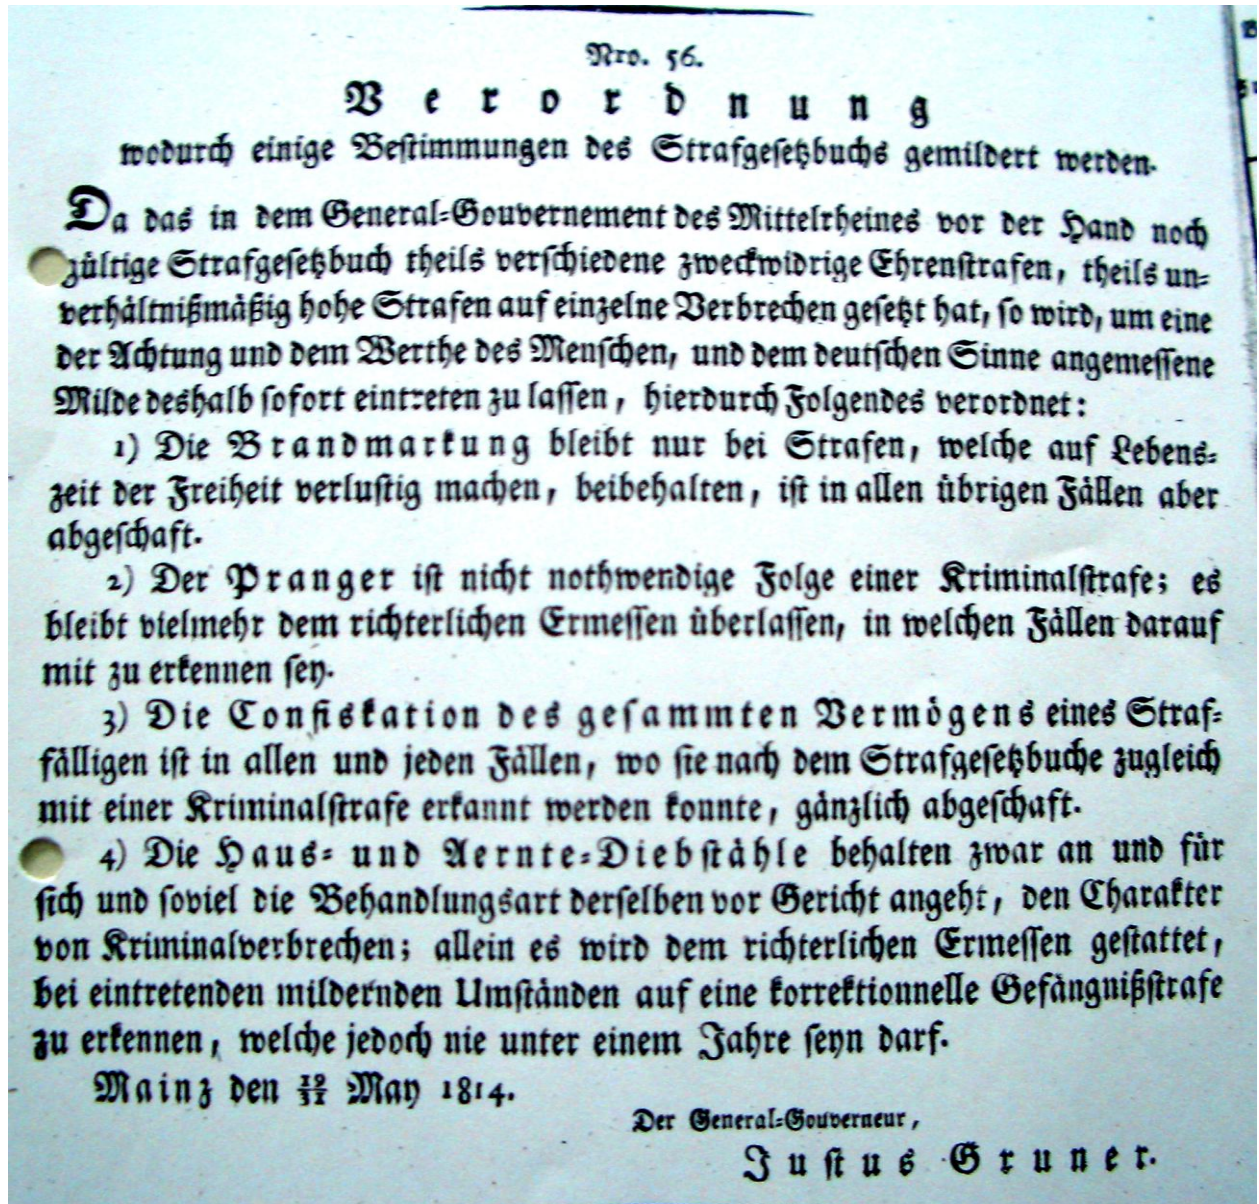 Nro. 56.
Verordnung
wodurch einige Bestimmungen des Strafgesetzbuchs gemildert werden.
Da das in dem General-Gouvernement des Mittelrheines vor der Hand noch
gültige Strafgesetzbuch theils verschiedene zweckwidrige Ehrenstrafen, theils un-
verhältnißmäßig hohe Strafen auf einzelne Verbrechen gesetzt hat, so wird, um eine
der Achtung und dem Werthe des Menschen, und dem deutschen Sinne angemessene
Milde deshalb sofort eintreten zu lassen, hierdurch Folgendes verordnet:
1) Die Brandmarkung bleibt nur bei Strafen, welche auf Lebens-
zeit der Freiheit verlustig machen, beibehalten, ist in allen übrigen Fällen aber
abgeschaft.
2) Der Pranger ist nicht nothwendige Folge einer Kriminalstrafe; es
bleibt vielmehr dem richterlichen Ermessen überlassen, in welchen Fällen darauf
mit zu erkennen sey.
3) Die Confiskation des gesammten Vermögens eines Straf-
fälligen ist in allen und jeden Fällen, wo sie nach dem Strafgesetzbuche zugleich
mit einer Kriminalstrafe erkannt werden konnte, gänzlich abgeschaft.
4) Die Haus- und Aernte-Diebstähle behalten zwar an und für
sich und soviel die Behandlungsart derselben vor Gericht angeht, den Charakter
von Kriminalverbrechen; allein es wird dem richterlichen Ermessen gestattet,
bei eintretenden mildernden Umständen auf eine korrektionnelle Gefängnißstrafe
zu erkennen, welche jedoch nie unter einem Jahre seyn darf.
Mainz den 19/31 May 1814.
Der General-Gouverneur,
Justus Gruner.